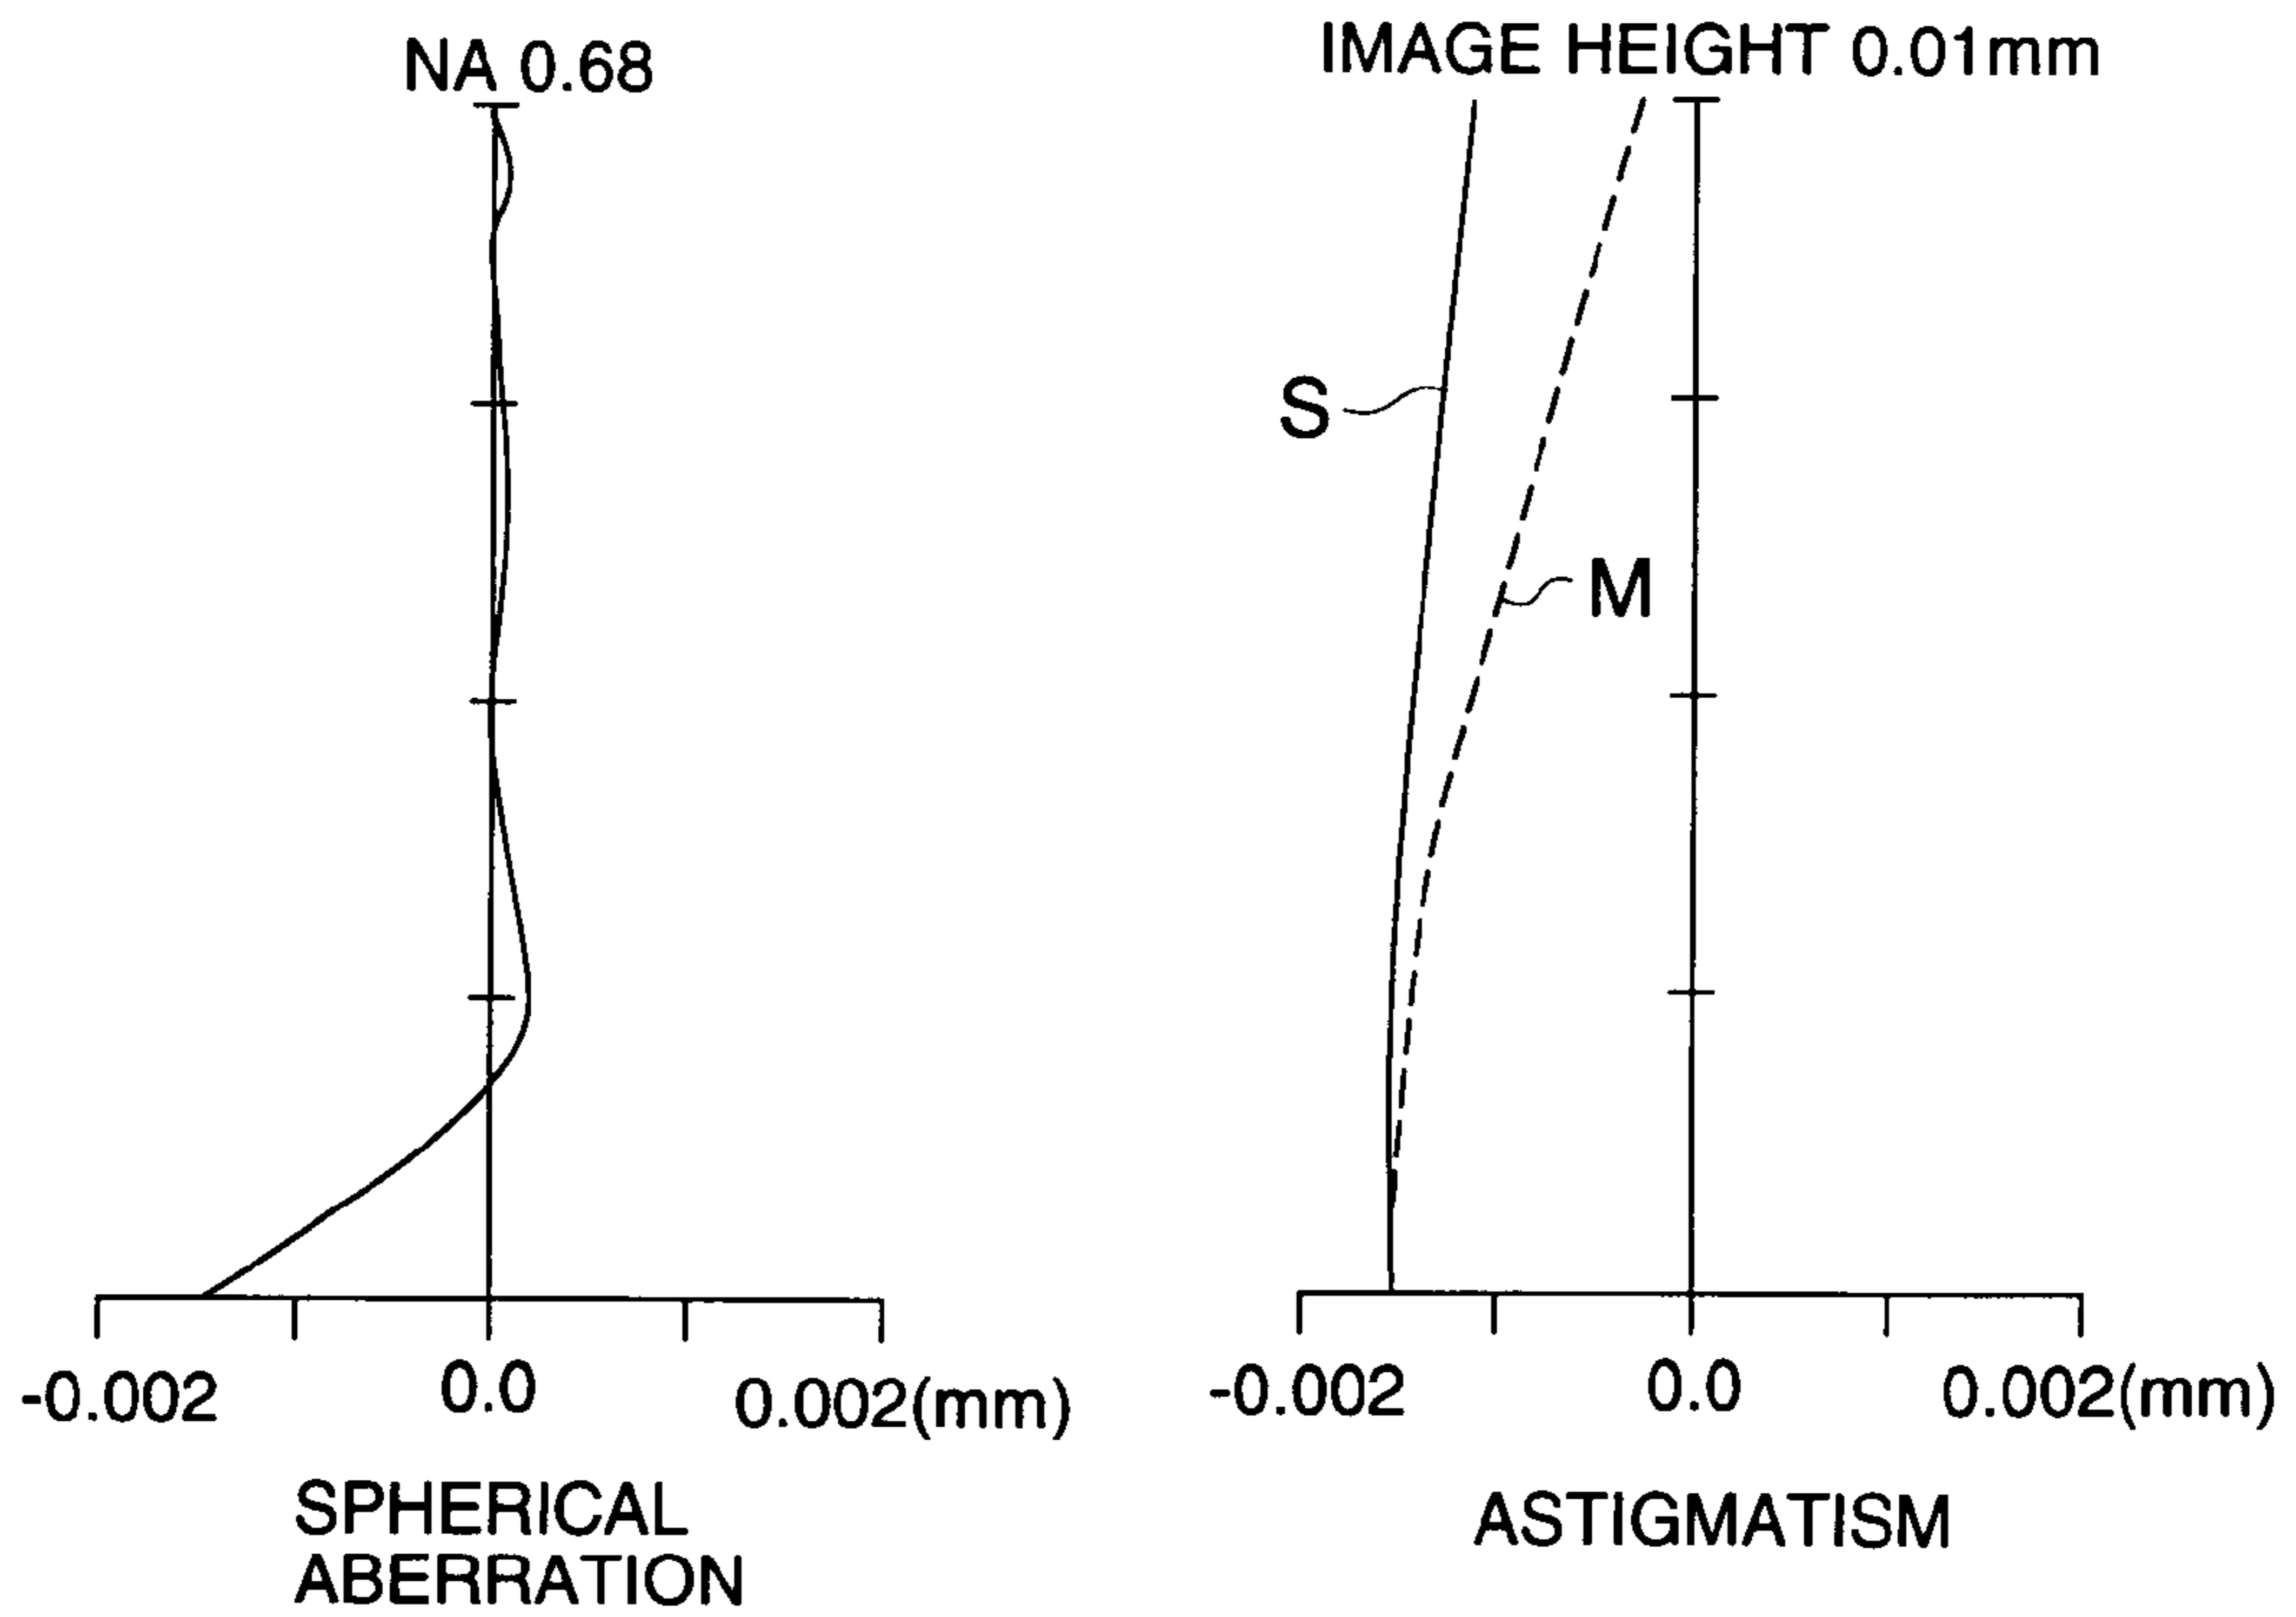 NA 0.68
-0.002
0.0
0.002(mm)
SPHERICAL
ABERRATION
IMAGE HEIGHT 0.01mm
S
M
-0.002
0.0
0.002(mm)
ASTIGMATISM